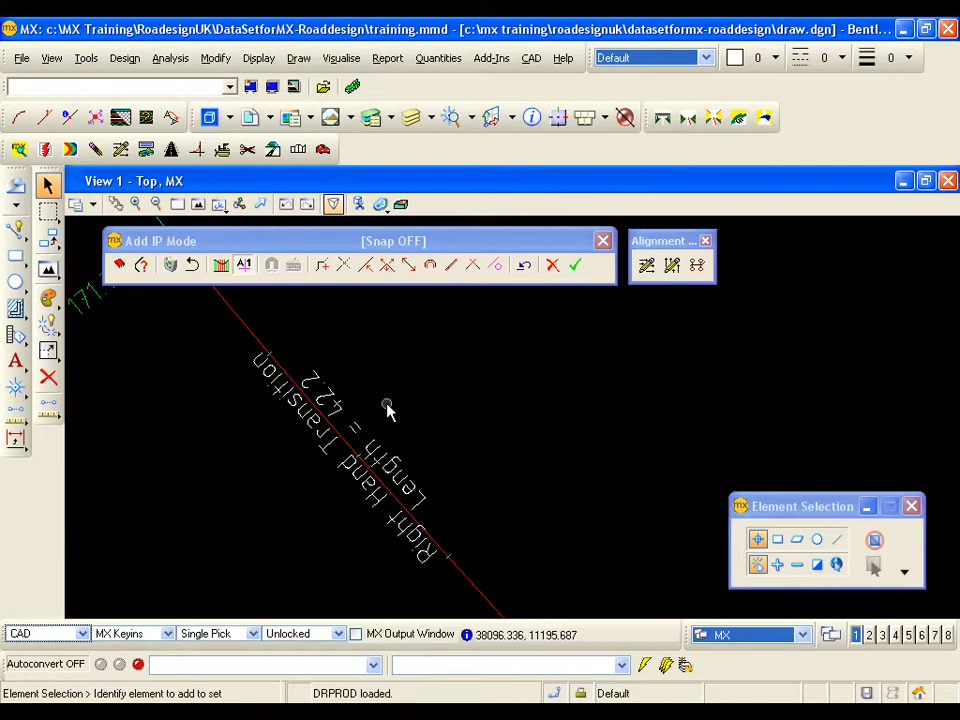 MX: c:\MX Training\RoadesignUK\DataSetforMX-Roaddesign\training.mmd - [c:\mx training\roadesignuk\datasetformx-roaddesign\draw.dgn] - Bentl...
File View Tools Design Analysis Modify Display Draw Visualise Report Quantities Add-Ins CAD Help
Default 0 0 0
View 1 - Top, MX
Add IP Mode [Snap OFF]
Alignment ...
171.
Length = 42.2
Right Hand Transition
Element Selection
CAD MX Keyins Single Pick Unlocked MX Output Window 38096.336, 11195.687 MX 1 2 3 4 5 6 7 8
Autoconvert OFF
Element Selection > Identify element to add to set DRPROD loaded. Default